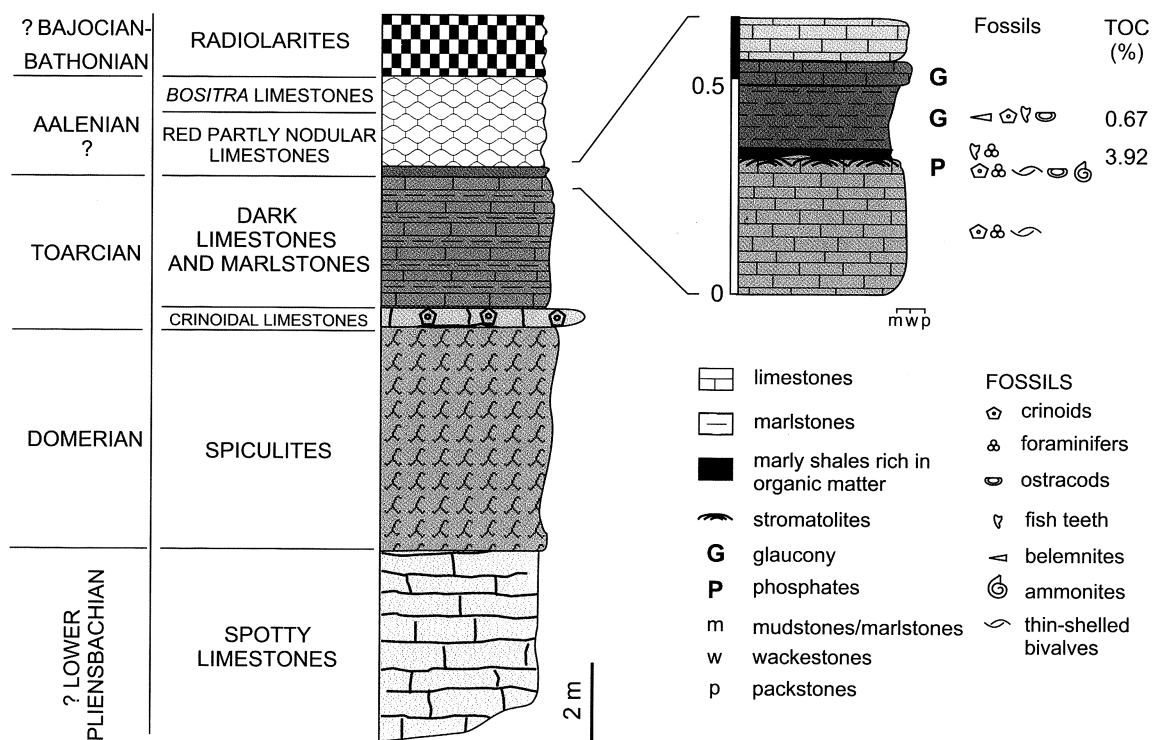 ? BAJOCIAN-
BATHONIAN
RADIOLARITES
AALENIAN
?
BOSITRA LIMESTONES
RED PARTLY NODULAR
LIMESTONES
TOARCIAN
DARK
LIMESTONES
AND MARLSTONES
CRINOIDAL LIMESTONES
DOMERIAN
SPICULITES
? LOWER
PLIENSBACHIAN
SPOTTY
LIMESTONES
2 m
Fossils
TOC
(%)
0.5
G
G
0.67
P
3.92
0
m w p
limestones
marlstones
marly shales rich in
organic matter
stromatolites
G glaucony
P phosphates
m mudstones/marlstones
w wackestones
p packstones
FOSSILS
crinoids
foraminifers
ostracods
fish teeth
belemnites
ammonites
thin-shelled
bivalves